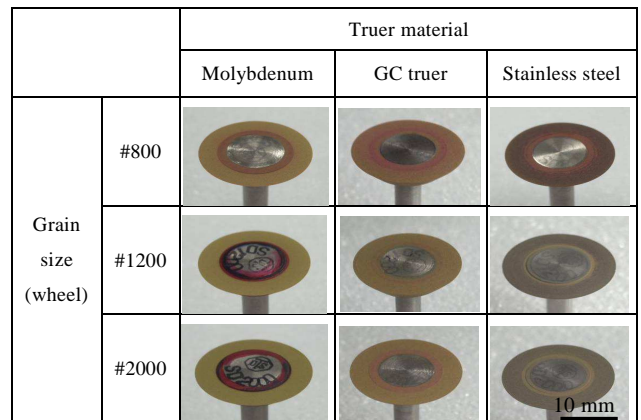 Truer material
Molybdenum
GC truer
Stainless steel
Grain
size
(wheel)
#800
#1200
#2000
10 mm